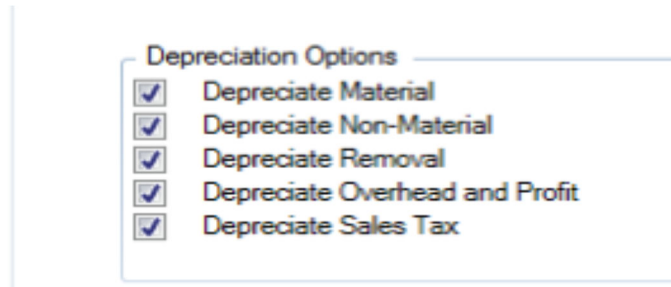 Depreciation Options
Depreciate Material
Depreciate Non-Material
Depreciate Removal
Depreciate Overhead and Profit
Depreciate Sales Tax